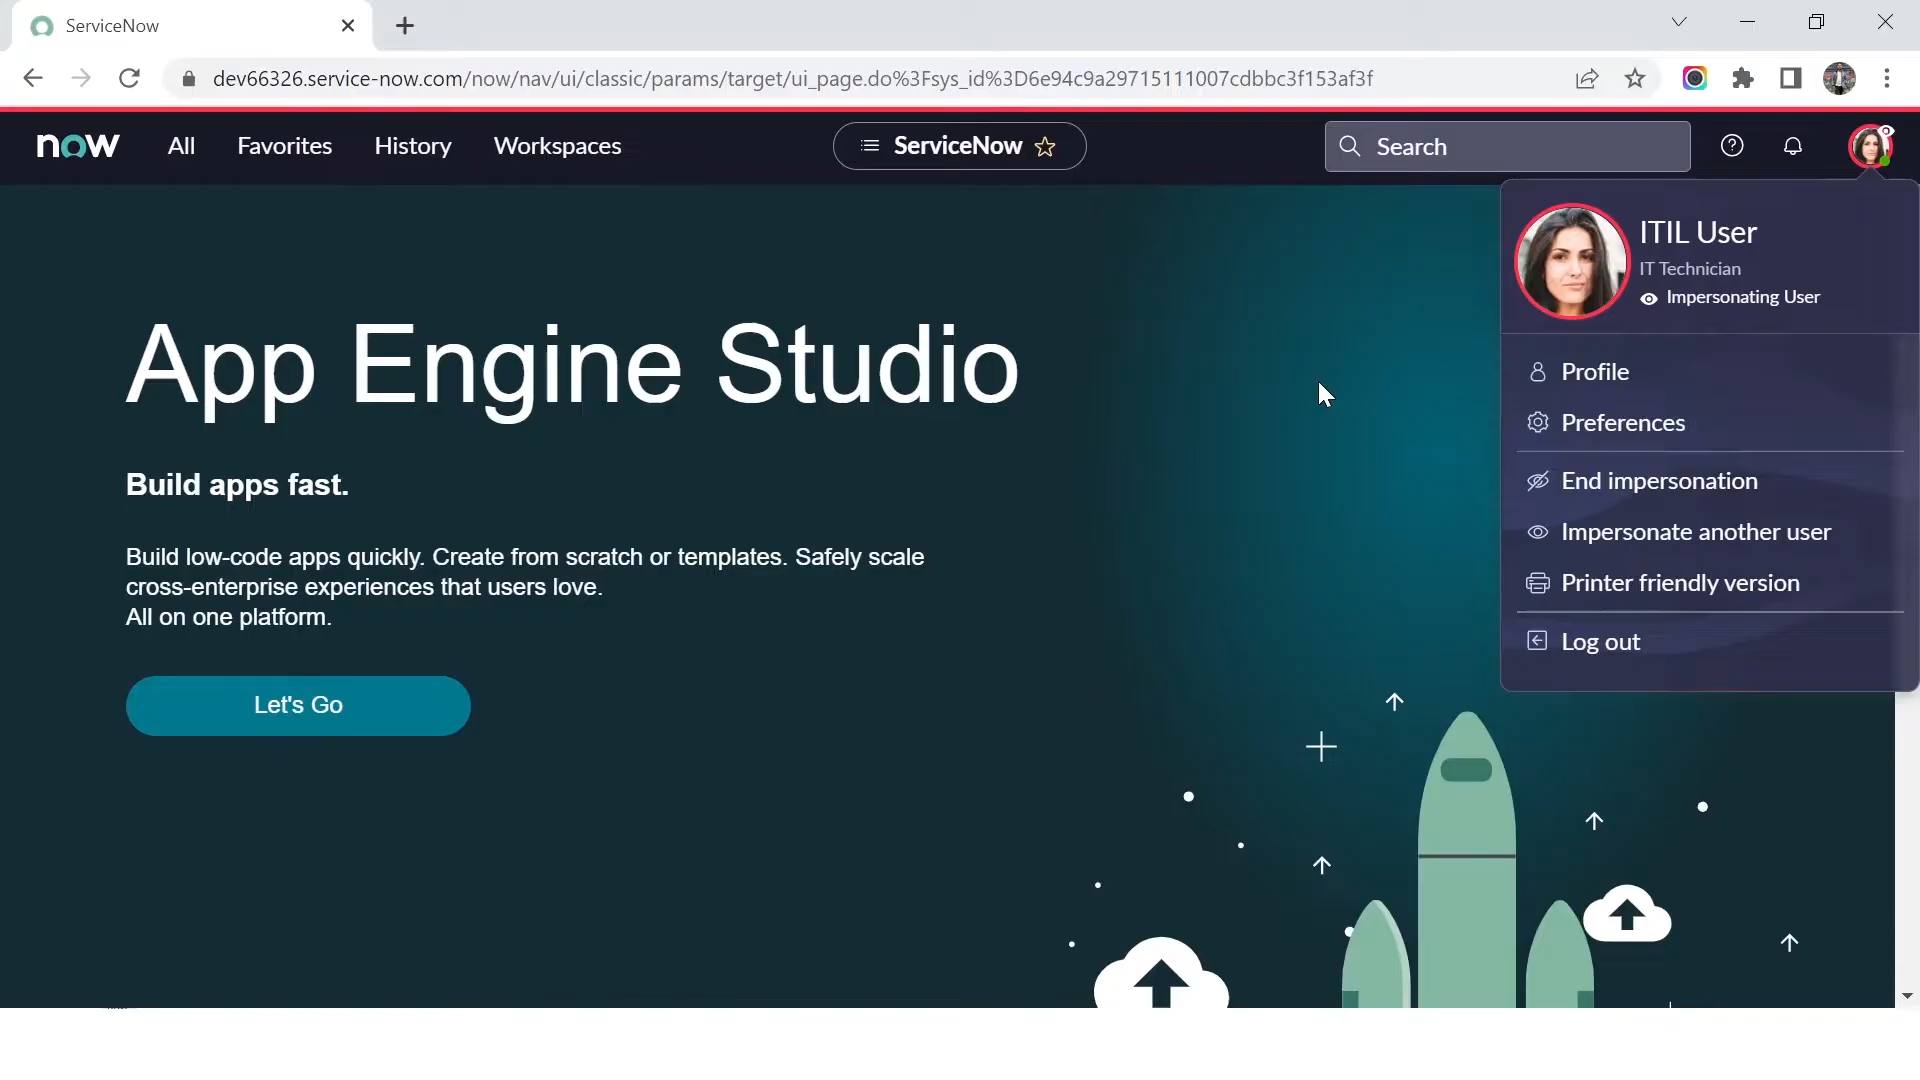 ServiceNow
dev66326.service-now.com/now/nav/ui/classic/params/target/ui_page.do%3Fsys_id%3D6e94c9a29715111007cdbbc3f153af3f
now All Favorites History Workspaces ServiceNow Search
ITIL User
IT Technician
Impersonating User
Profile
Preferences
End impersonation
Impersonate another user
Printer friendly version
Log out
App Engine Studio
Build apps fast.
Build low-code apps quickly. Create from scratch or templates. Safely scale
cross-enterprise experiences that users love.
All on one platform.
Let's Go